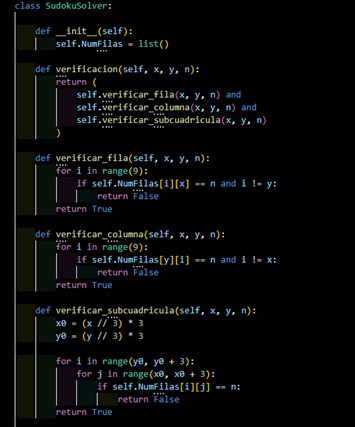 class SudokuSolver:
def __init__(self):
self.NumFilas = list()
def verificacion(self, x, y, n):
return (
self.verificar_fila(x, y, n) and
self.verificar_columna(x, y, n) and
self.verificar_subcuadricula(x, y, n)
)
def verificar_fila(self, x, y, n):
for i in range(9):
if self.NumFilas[i][x] == n and i != y:
return False
return True
def verificar_columna(self, x, y, n):
for i in range(9):
if self.NumFilas[y][i] == n and i != x:
return False
return True
def verificar_subcuadricula(self, x, y, n):
x0 = (x // 3) * 3
y0 = (y // 3) * 3
for i in range(y0, y0 + 3):
for j in range(x0, x0 + 3):
if self.NumFilas[i][j] == n:
return False
return True